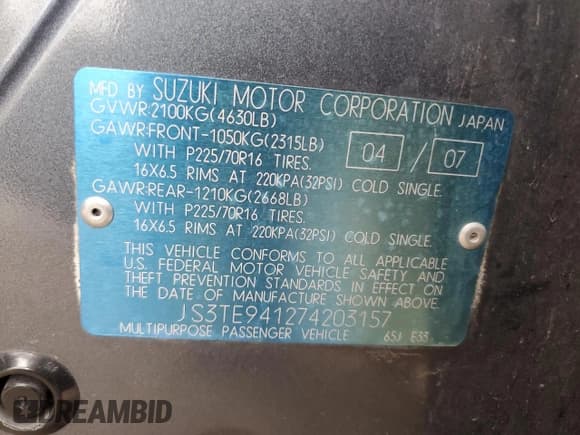 MFD BY SUZUKI MOTOR CORPORATION JAPAN
GVWR:2100KG(4630LB)
GAWR:FRONT-1050KG(2315LB) 04 / 07
WITH P225/70R16 TIRES.
16X6.5 RIMS AT 220KPA(32PSI) COLD SINGLE.
GAWR:REAR-1210KG(2668LB)
WITH P225/70R16 TIRES.
16X6.5 RIMS AT 220KPA(32PSI) COLD SINGLE.
THIS VEHICLE CONFORMS TO ALL APPLICABLE
U.S. FEDERAL MOTOR VEHICLE SAFETY AND
THEFT PREVENTION STANDARDS IN EFFECT ON
THE DATE OF MANUFACTURE SHOWN ABOVE.
JS3TE941274203157
MULTIPURPOSE PASSENGER VEHICLE 65J E33
DREAMBID